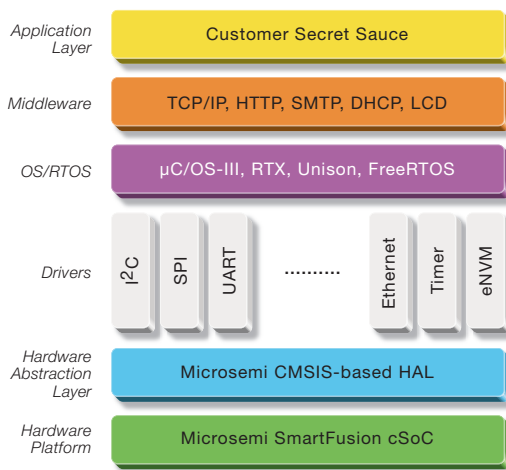 Application
Layer
Customer Secret Sauce
Middleware
TCP/IP, HTTP, SMTP, DHCP, LCD
OS/RTOS
µC/OS-III, RTX, Unison, FreeRTOS
Drivers
I²C
SPI
UART
..........
Ethernet
Timer
eNVM
Hardware
Abstraction
Layer
Microsemi CMSIS-based HAL
Hardware
Platform
Microsemi SmartFusion cSoC